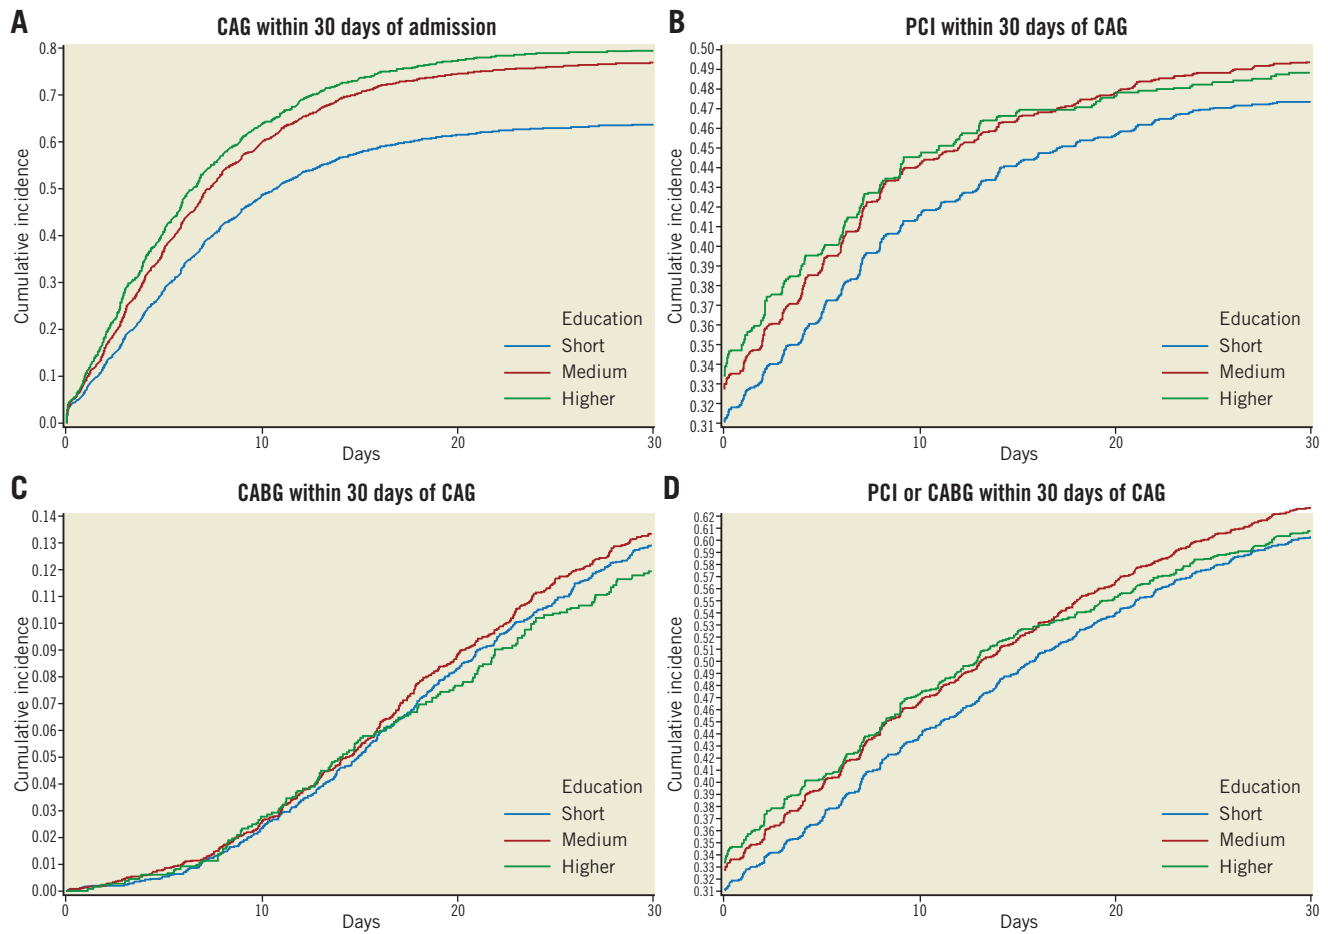 A
CAG within 30 days of admission
Cumulative incidence
0.8
0.7
0.6
0.5
0.4
0.3
0.2
0.1
0.0
0
10
20
30
Days
Education
Short
Medium
Higher
B
PCI within 30 days of CAG
Cumulative incidence
0.50
0.49
0.48
0.47
0.46
0.45
0.44
0.43
0.42
0.41
0.40
0.39
0.38
0.37
0.36
0.35
0.34
0.33
0.32
0.31
0
10
20
30
Days
Education
Short
Medium
Higher
C
CABG within 30 days of CAG
Cumulative incidence
0.14
0.13
0.12
0.11
0.10
0.09
0.08
0.07
0.06
0.05
0.04
0.03
0.02
0.01
0.00
0
10
20
30
Days
Education
Short
Medium
Higher
D
PCI or CABG within 30 days of CAG
Cumulative incidence
0.62
0.61
0.60
0.59
0.58
0.57
0.56
0.55
0.54
0.53
0.52
0.51
0.50
0.49
0.48
0.47
0.46
0.45
0.44
0.43
0.42
0.41
0.40
0.39
0.38
0.37
0.36
0.35
0.34
0.33
0.32
0.31
0
10
20
30
Days
Education
Short
Medium
Higher